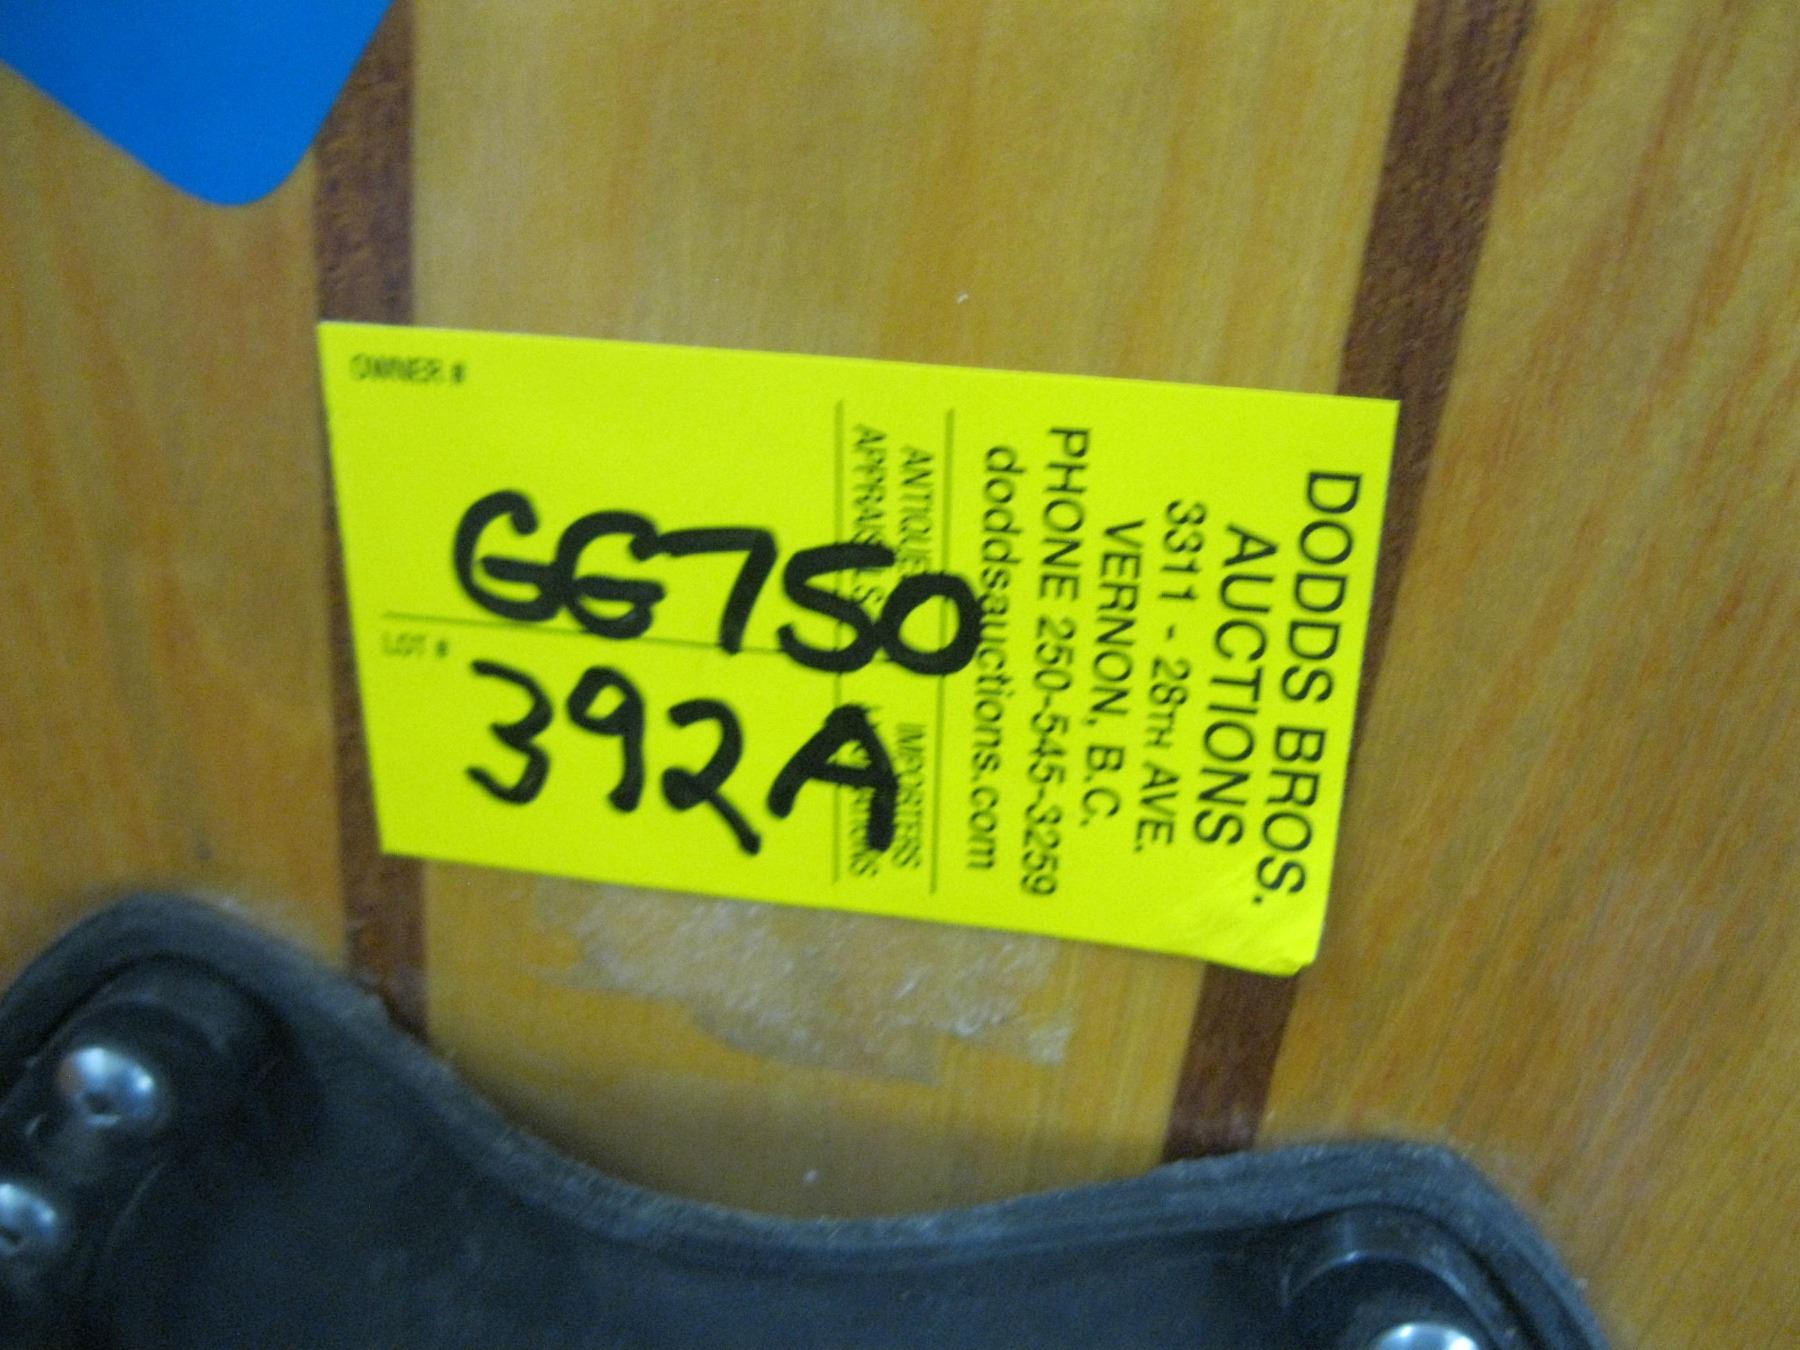 DODDS BROS.
AUCTIONS
3311 - 28TH AVE.
VERNON, B.C.
PHONE 250-545-3259
doddsauctions.com
ANTIQUES IMPORTERS
APPRAISALS
OWNER #
GG750
LOT #
392A